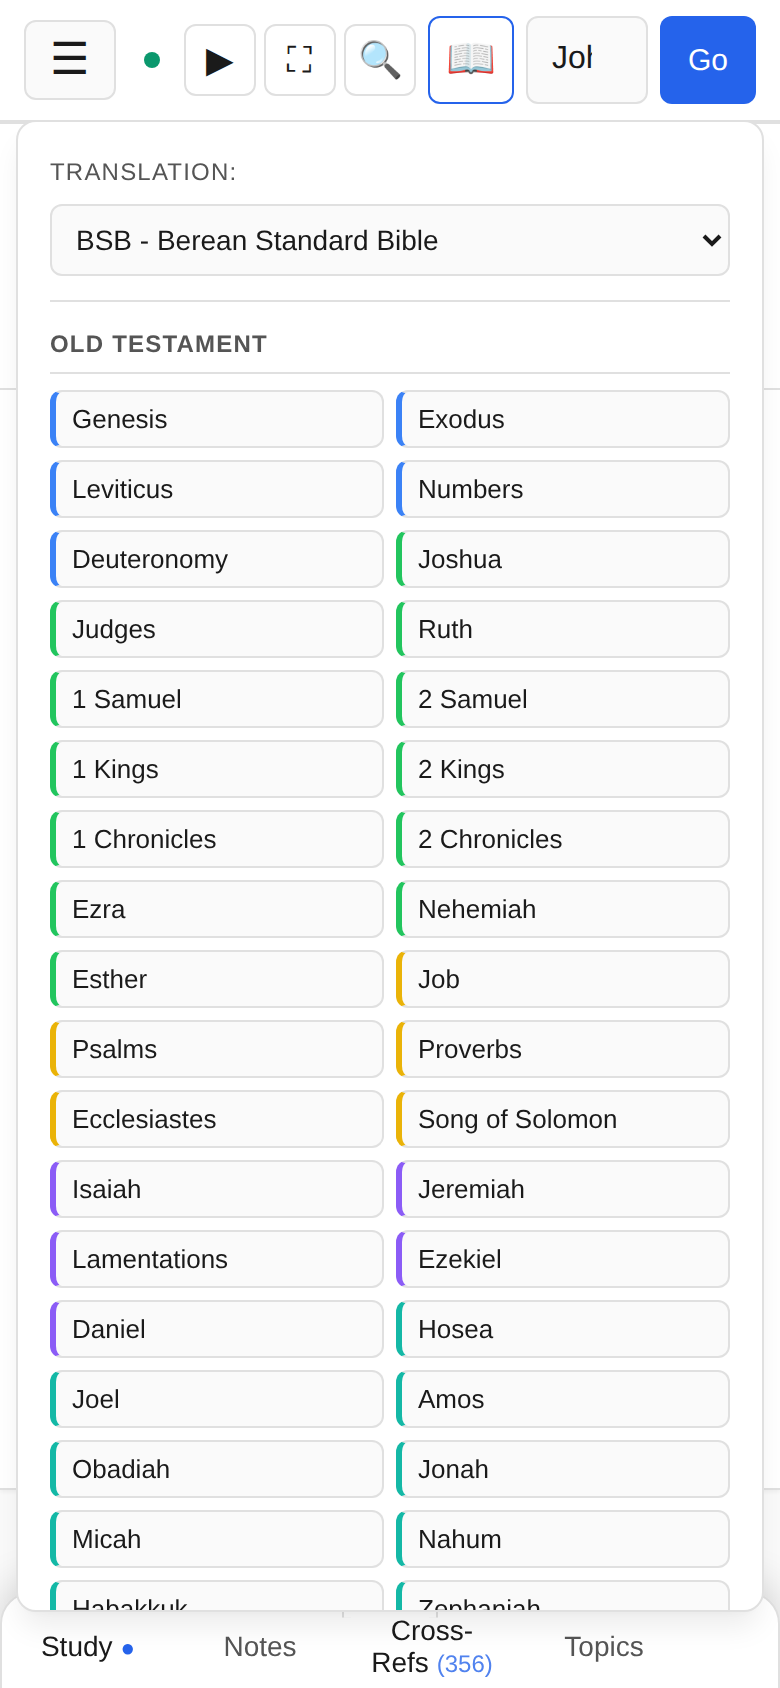 Go
TRANSLATION:
BSB - Berean Standard Bible
OLD TESTAMENT
Genesis
Exodus
Leviticus
Numbers
Deuteronomy
Joshua
Judges
Ruth
1 Samuel
2 Samuel
1 Kings
2 Kings
1 Chronicles
2 Chronicles
Ezra
Nehemiah
Esther
Job
Psalms
Proverbs
Ecclesiastes
Song of Solomon
Isaiah
Jeremiah
Lamentations
Ezekiel
Daniel
Hosea
Joel
Amos
Obadiah
Jonah
Micah
Nahum
Habakkuk
Zephaniah
Study
Notes
Cross-
Refs (356)
Topics